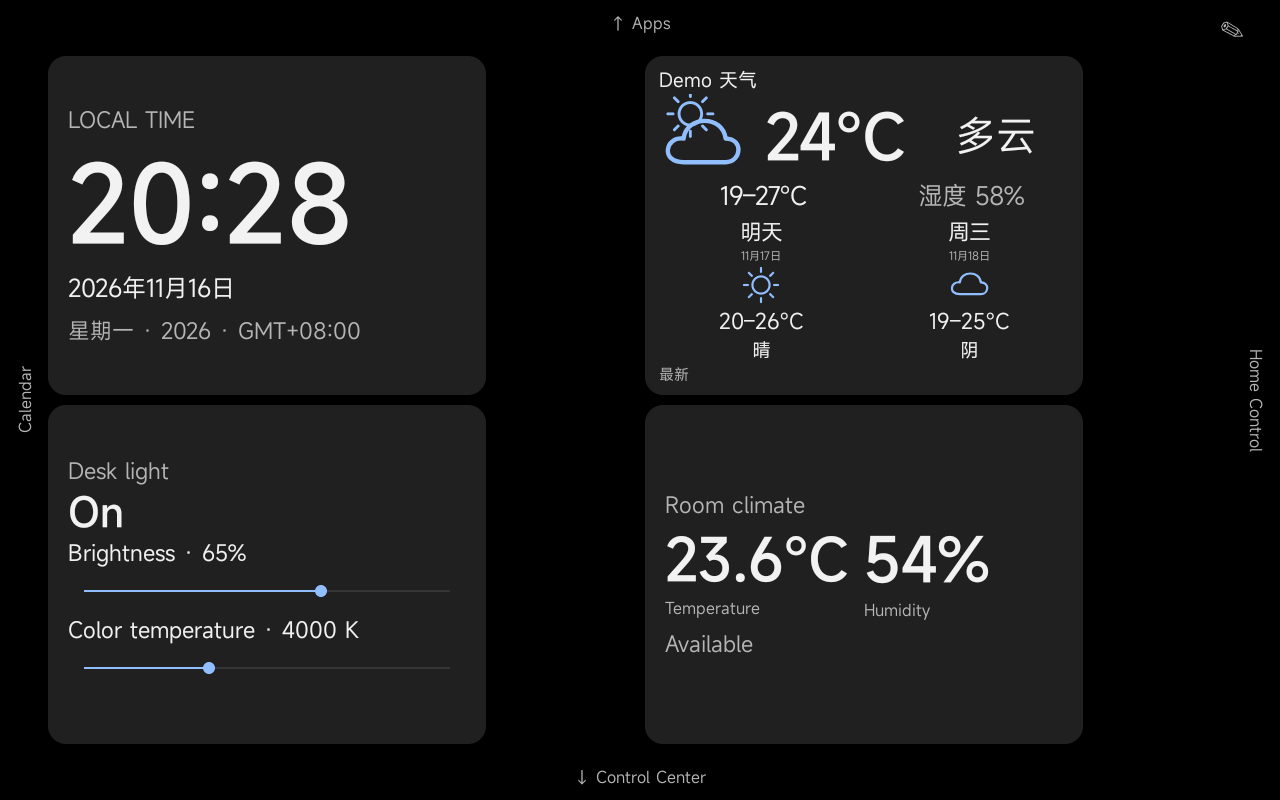 ↑ Apps
✎
LOCAL TIME
20:28
2026年11月16日
星期一 · 2026 · GMT+08:00
Demo 天气
24°C 多云
19–27°C 湿度 58%
明天 周三
11月17日 11月18日
20–26°C 19–25°C
晴 阴
最新
Calendar
Home Control
Desk light
On
Brightness · 65%
Color temperature · 4000 K
Room climate
23.6°C 54%
Temperature Humidity
Available
↓ Control Center